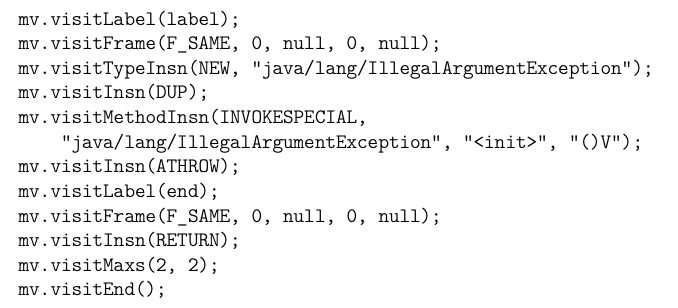 mv.visitLabel(label);
mv.visitFrame(F_SAME, 0, null, 0, null);
mv.visitTypeInsn(NEW, "java/lang/IllegalArgumentException");
mv.visitInsn(DUP);
mv.visitMethodInsn(INVOKESPECIAL,
    "java/lang/IllegalArgumentException", "<init>", "()V");
mv.visitInsn(ATHROW);
mv.visitLabel(end);
mv.visitFrame(F_SAME, 0, null, 0, null);
mv.visitInsn(RETURN);
mv.visitMaxs(2, 2);
mv.visitEnd();